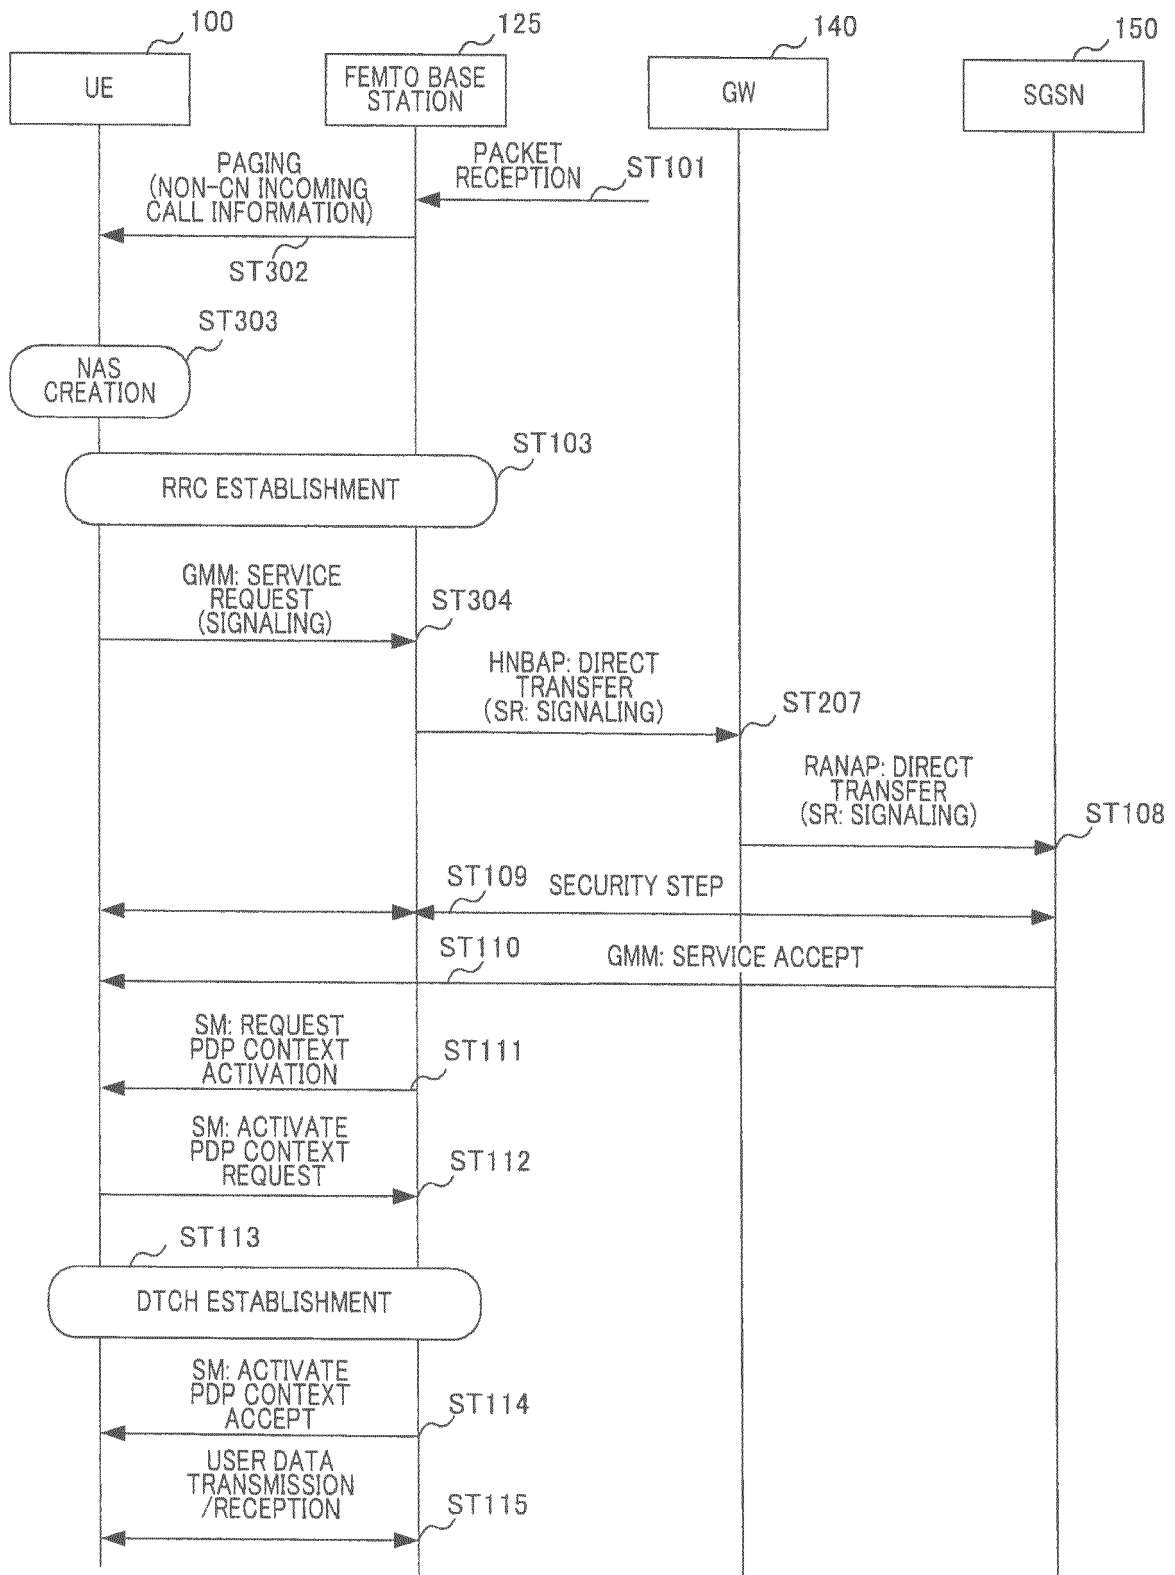 100
125
140
150
UE
FEMTO BASE
STATION
GW
SGSN
PACKET
RECEPTION
ST101
PAGING
(NON-CN INCOMING
CALL INFORMATION)
ST302
ST303
NAS
CREATION
ST103
RRC ESTABLISHMENT
GMM: SERVICE
REQUEST
(SIGNALING)
ST304
HNBAP: DIRECT
TRANSFER
(SR: SIGNALING)
ST207
RANAP: DIRECT
TRANSFER
(SR: SIGNALING)
ST108
ST109
SECURITY STEP
ST110
GMM: SERVICE ACCEPT
SM: REQUEST
PDP CONTEXT
ACTIVATION
ST111
SM: ACTIVATE
PDP CONTEXT
REQUEST
ST112
ST113
DTCH ESTABLISHMENT
SM: ACTIVATE
PDP CONTEXT
ACCEPT
ST114
USER DATA
TRANSMISSION
/RECEPTION
ST115